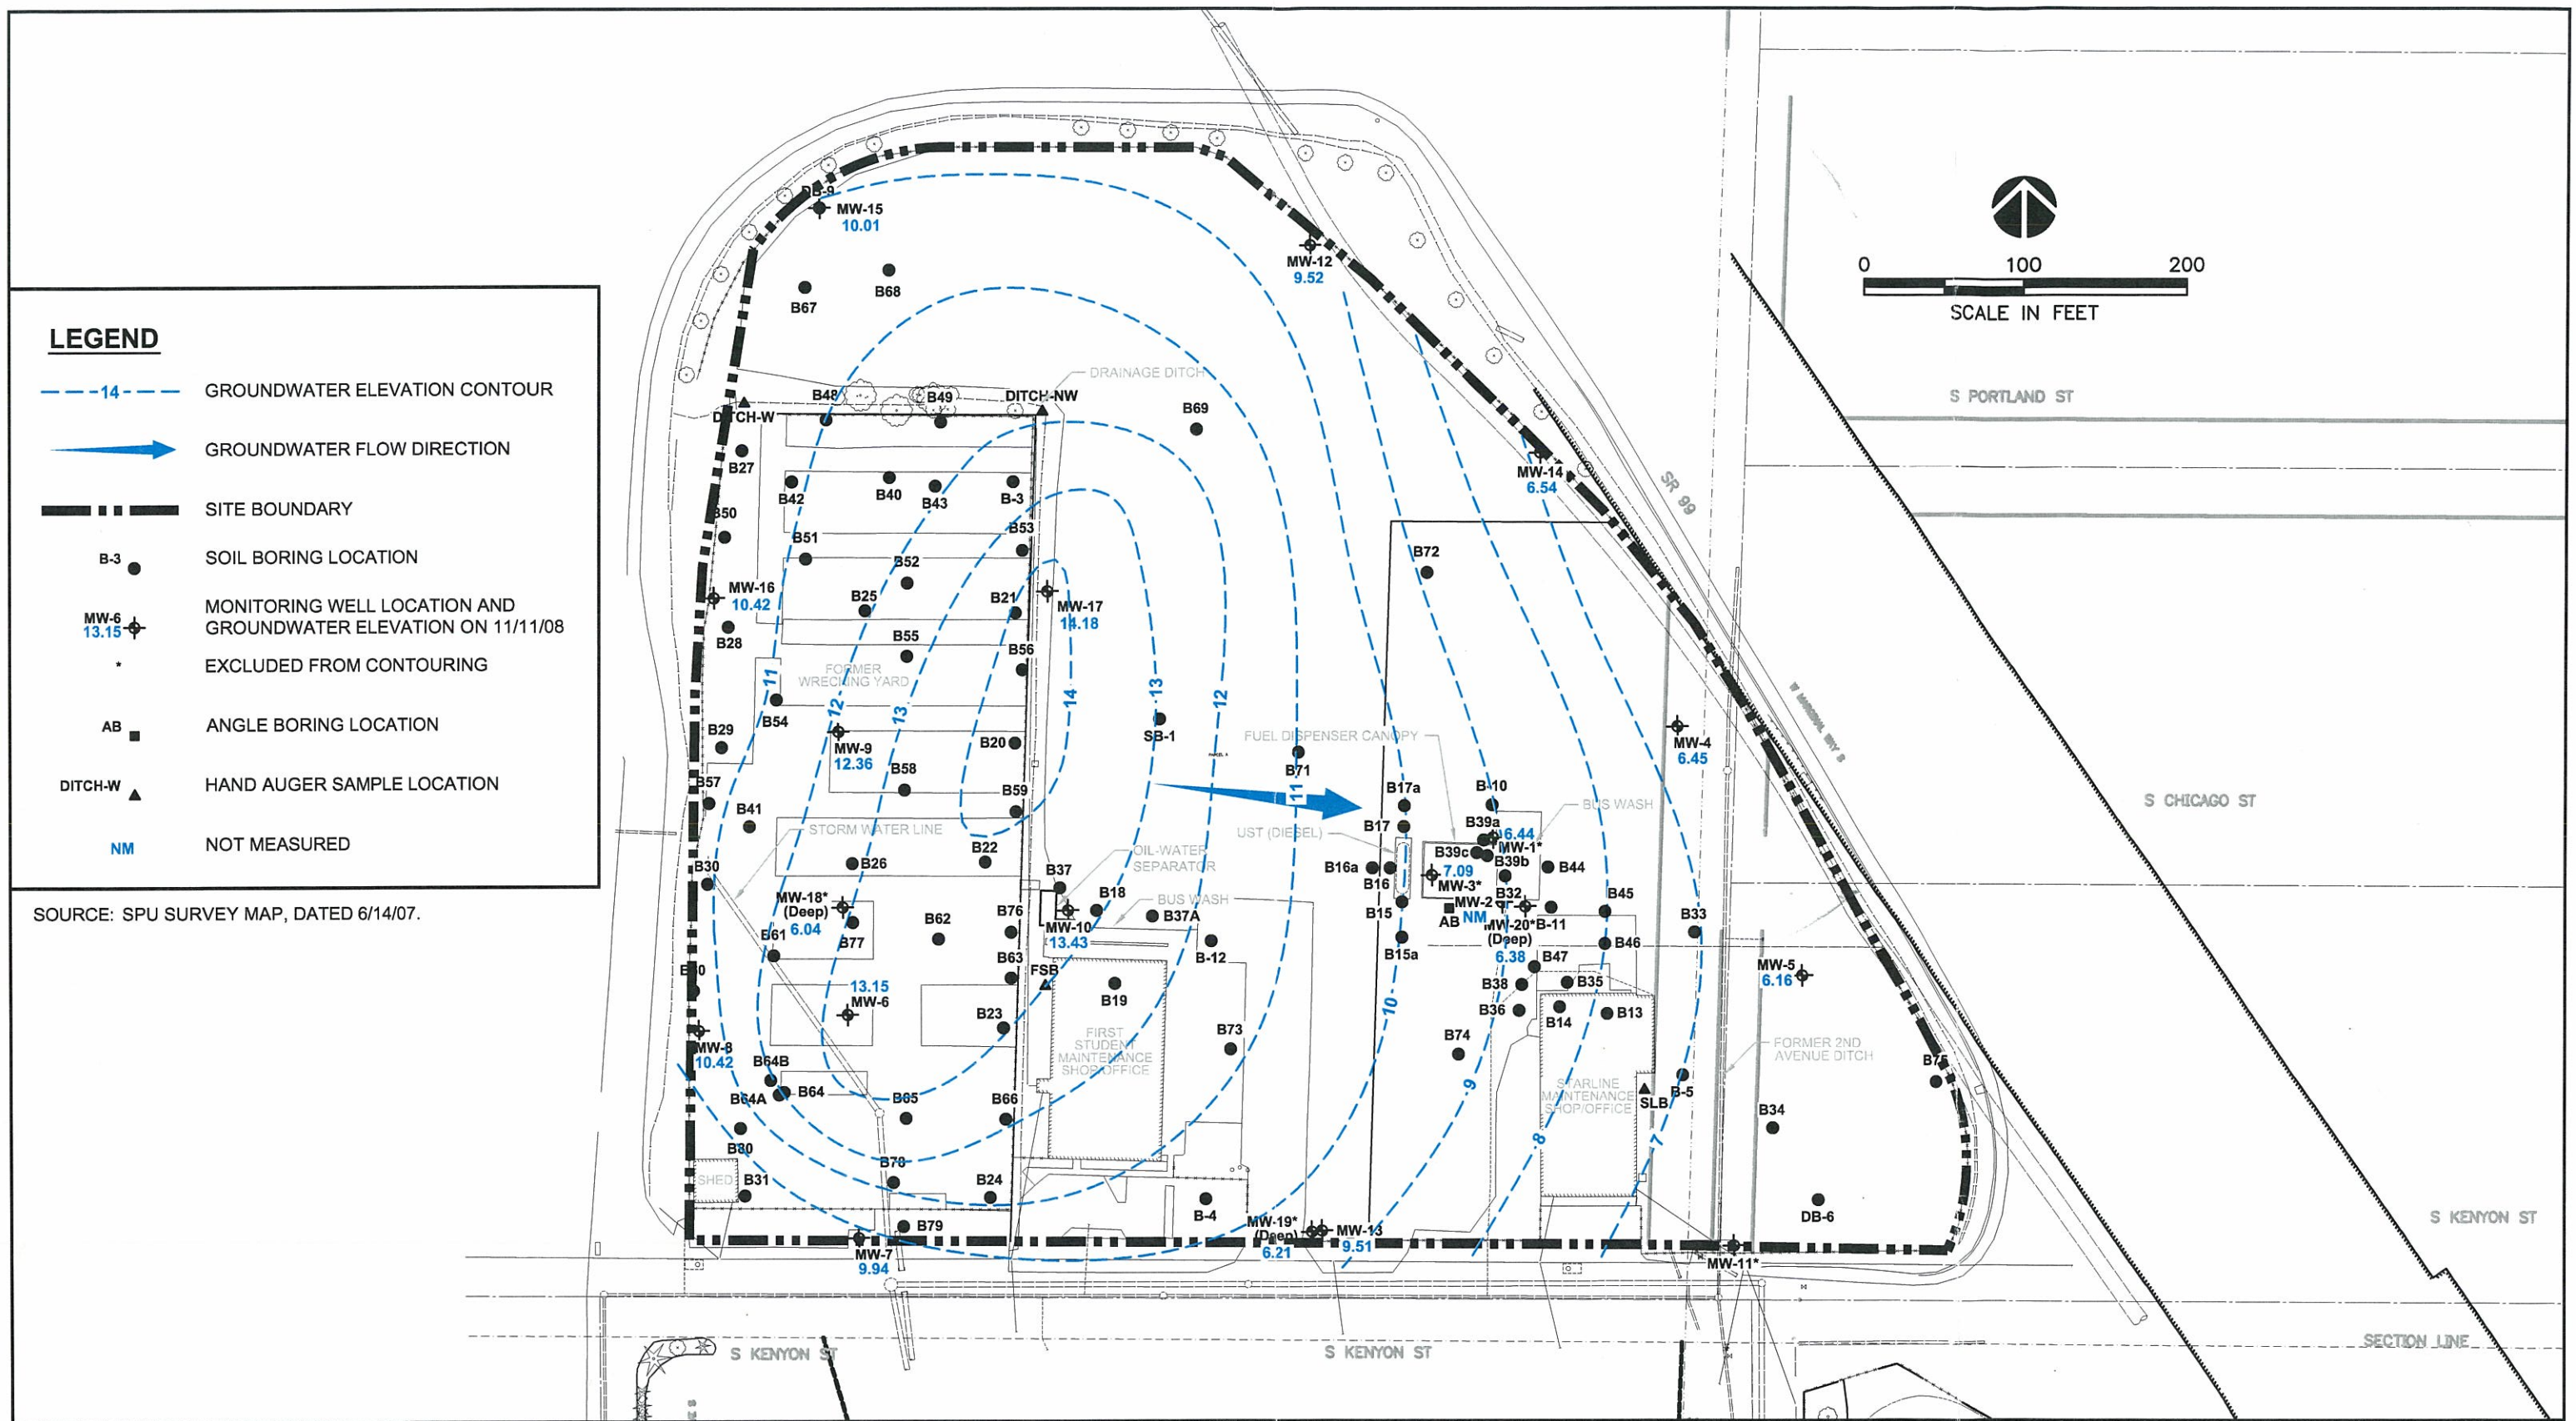 LEGEND
14
GROUNDWATER ELEVATION CONTOUR
GROUNDWATER FLOW DIRECTION
SITE BOUNDARY
B-3
SOIL BORING LOCATION
MW-6
13.15
MONITORING WELL LOCATION AND
GROUNDWATER ELEVATION ON 11/11/08
*
EXCLUDED FROM CONTOURING
AB
ANGLE BORING LOCATION
DITCH-W
HAND AUGER SAMPLE LOCATION
NM
NOT MEASURED
SOURCE: SPU SURVEY MAP, DATED 6/14/07.
0 100 200
SCALE IN FEET
DB-9
MW-15
10.01
MW-12
9.52
B67
B68
DRAINAGE DITCH
B48
B49
DITCH-NW
DITCH-W
B69
S PORTLAND ST
B27
B42
B40
B43
B-3
MW-14
6.54
SR 99
B50
B51
B52
B53
B72
MW-16
10.42
B25
B21
MW-17
14.18
B28
B55
B56
FORMER
WRECKING YARD
11
12
13
14
13
12
B54
B29
MW-9
12.36
B20
SB-1
PARCEL A
FUEL DISPENSER CANOPY
MW-4
6.45
W MARGINAL WAY S
B71
11
B57
B58
B59
B17a
B-10
BUS WASH
S CHICAGO ST
B41
STORM WATER LINE
B17
UST (DIESEL)
B39a
6.44
MW-1*
B39c
B39b
B30
B26
B22
OIL-WATER
SEPARATOR
B37
B16a
B16
7.09
MW-3*
B32
B44
MW-18*
(Deep)
6.04
B77
B62
B76
B18
BUS WASH
B37A
MW-10
13.43
B15
MW-2
NM
AB
MW-20*
(Deep)
6.38
B-11
B45
B33
B61
B-12
B15a
B46
B63
FSB
B47
MW-5
6.16
13.15
MW-6
B19
B38
B35
B23
B36
B14
B13
10
MW-8
10.42
B73
B74
FIRST
STUDENT
MAINTENANCE
SHOP/OFFICE
FORMER 2ND
AVENUE DITCH
B75
B64B
B64A
B64
B65
B66
9
STARLINE
MAINTENANCE
SHOP/OFFICE
SLB
B-5
B34
B80
8
7
B78
SHED
B31
B24
B-4
DB-6
S KENYON ST
B79
MW-7
9.94
MW-19*
(Deep)
6.21
MW-13
9.51
MW-11*
S KENYON ST
S KENYON ST
SECTION LINE